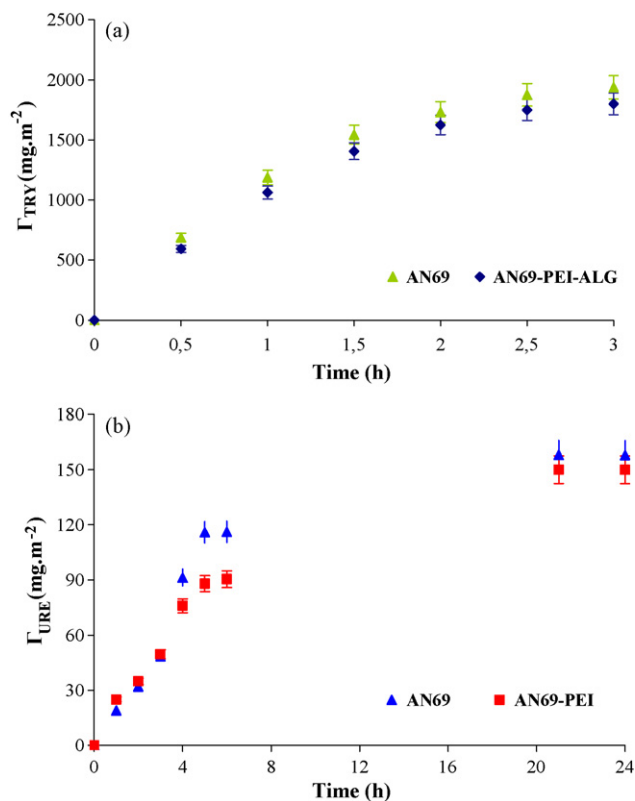 (a)
2500
2000
1500
1000
500
0
Γ_TRY (mg.m⁻²)
AN69 AN69-PEI-ALG
0 0,5 1 1,5 2 2,5 3
Time (h)
(b)
180
150
120
90
60
30
0
Γ_URE (mg.m⁻²)
AN69 AN69-PEI
0 4 8 12 16 20 24
Time (h)